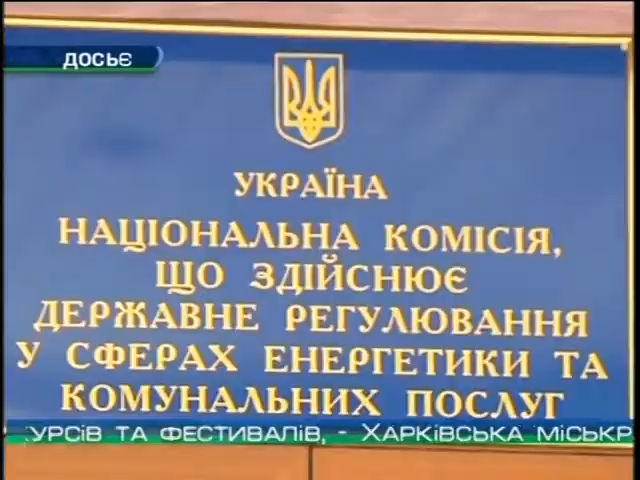 ДОСЬЄ
УКРАЇНА
НАЦІОНАЛЬНА КОМІСІЯ,
ЩО ЗДІЙСНЮЄ
ДЕРЖАВНЕ РЕГУЛЮВАННЯ
У СФЕРАХ ЕНЕРГЕТИКИ ТА
КОМУНАЛЬНИХ ПОСЛУГ
ТА ФЕСТИВАЛІВ, - ХАРКІВСЬКА